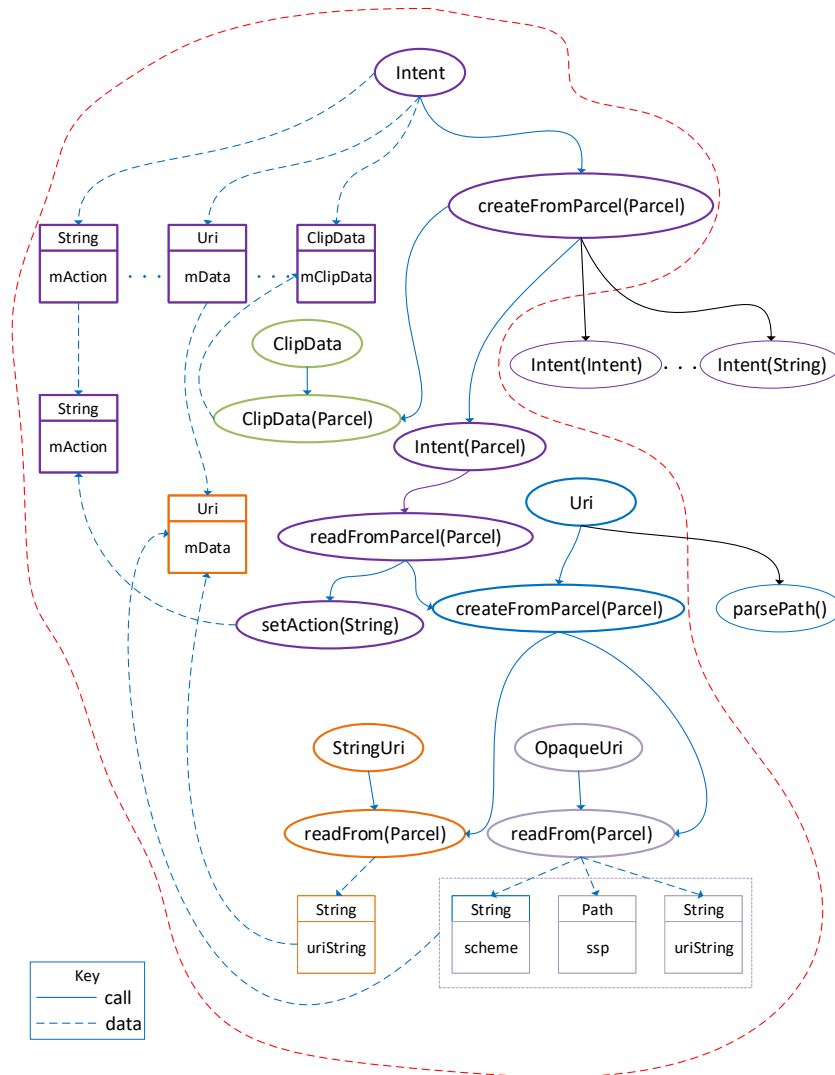 Intent
createFromParcel(Parcel)
String
mAction
. . .
Uri
mData
. . .
ClipData
mClipData
ClipData
Intent(Intent)
. . .
Intent(String)
ClipData(Parcel)
String
mAction
Intent(Parcel)
Uri
mData
Uri
readFromParcel(Parcel)
setAction(String)
createFromParcel(Parcel)
parsePath()
StringUri
OpaqueUri
readFrom(Parcel)
readFrom(Parcel)
String
uriString
String
scheme
Path
ssp
String
uriString
Key
call
data